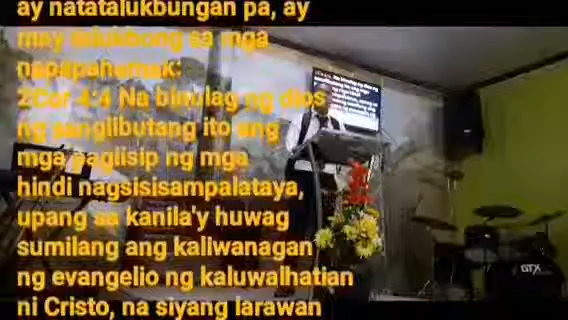 ay natatalukbungan pa, ay
may talukbong sa mga
napapahamak:
2Cor 4:4 Na binulag ng dios
ng sanglibutang ito ang
mga pagiisip ng mga
hindi nagsisisampalataya,
upang sa kanila'y huwag
sumilang ang kaliwanagan
ng evangelio ng kaluwalhatian
ni Cristo, na siyang larawan
GTX